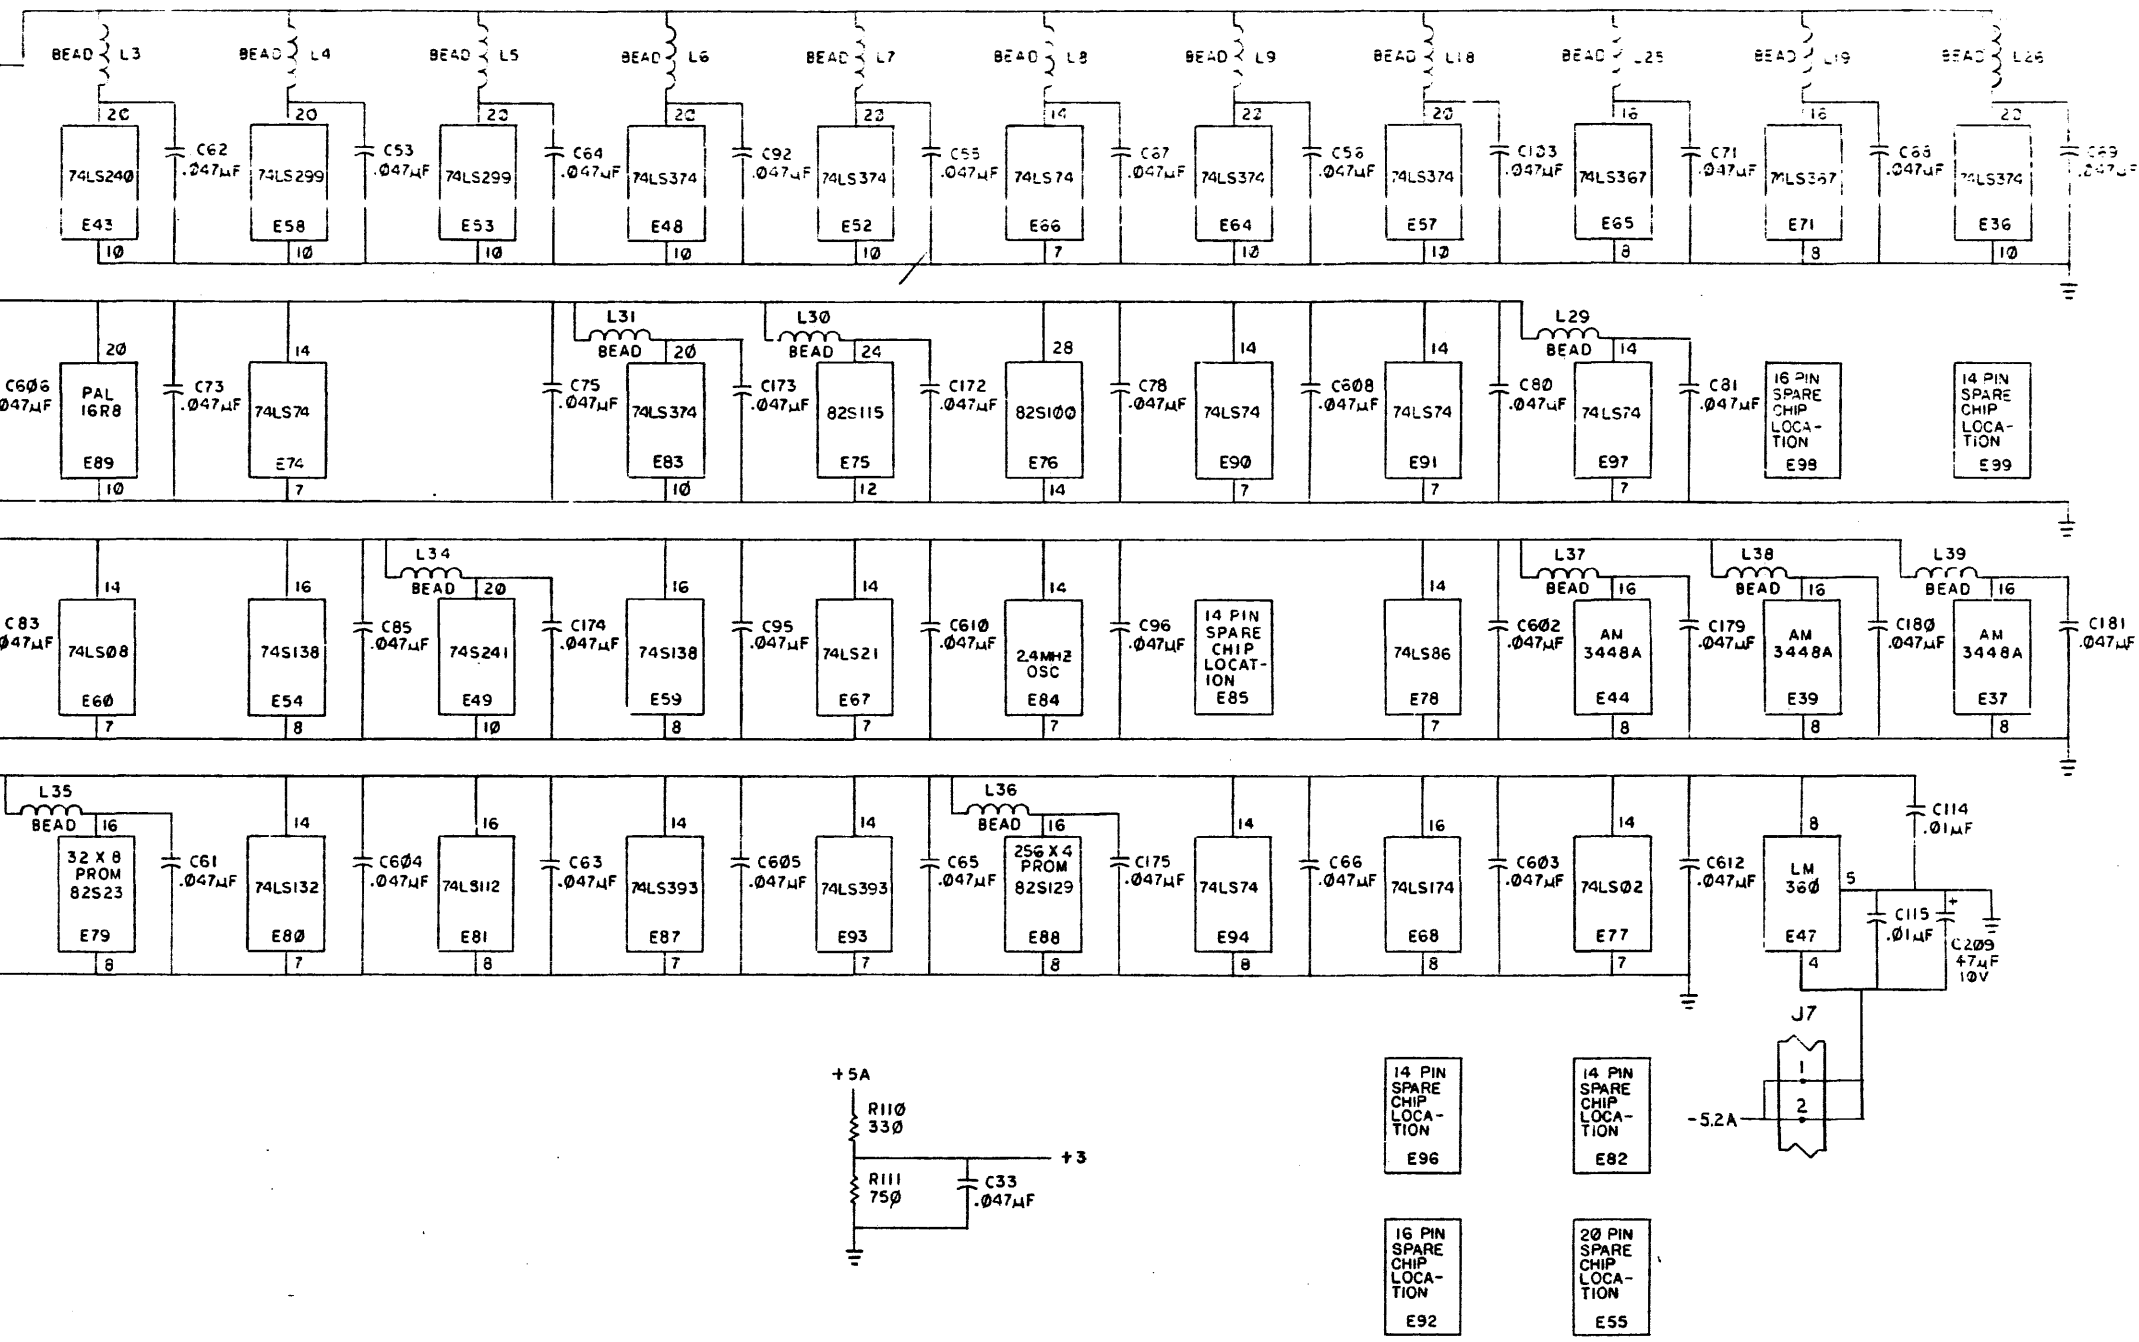 BEAD L3
BEAD L4
BEAD L5
BEAD L6
BEAD L7
BEAD L8
BEAD L9
BEAD L18
BEAD L25
BEAD L19
BEAD L26
20
20
20
20
20
14
20
20
16
16
20
C62
.047µF
C53
.047µF
C64
.047µF
C92
.047µF
C55
.047µF
C67
.047µF
C56
.047µF
C103
.047µF
C71
.047µF
C68
.047µF
C69
.047µF
74LS240
74LS299
74LS299
74LS374
74LS374
74LS74
74LS374
74LS374
74LS367
74LS367
74LS374
E43
E58
E53
E48
E52
E66
E64
E57
E65
E71
E36
10
10
10
10
10
7
10
10
8
8
10
L31
BEAD
L30
BEAD
L29
BEAD
20
14
20
24
28
14
14
14
C606
.047µF
PAL
16R8
E89
10
C73
.047µF
74LS74
E74
7
C75
.047µF
74LS374
E83
10
C173
.047µF
82S115
E75
12
C172
.047µF
82S100
E76
14
C78
.047µF
74LS74
E90
7
C608
.047µF
74LS74
E91
7
C80
.047µF
74LS74
E97
7
C81
.047µF
16 PIN
SPARE
CHIP
LOCA-
TION
E98
14 PIN
SPARE
CHIP
LOCA-
TION
E99
L34
BEAD
L37
BEAD
L38
BEAD
L39
BEAD
14
16
20
16
14
14
14
16
16
16
C83
047µF
74LS08
E60
7
74S138
E54
8
C85
.047µF
74S241
E49
10
C174
.047µF
74S138
E59
8
C95
.047µF
74LS21
E67
7
C610
.047µF
2.4MHZ
OSC
E84
7
C96
.047µF
14 PIN
SPARE
CHIP
LOCAT-
ION
E85
74LS86
E78
7
C602
.047µF
AM
3448A
E44
8
C179
.047µF
AM
3448A
E39
8
C180
.047µF
AM
3448A
E37
8
C181
.047µF
L35
BEAD
L36
BEAD
16
14
16
14
14
16
14
16
14
8
32 X 8
PROM
82S23
E79
8
C61
.047µF
74LS132
E80
7
C604
.047µF
74LS112
E81
8
C63
.047µF
74LS393
E87
7
C605
.047µF
74LS393
E93
7
C65
.047µF
256 X 4
PROM
82S129
E88
8
C175
.047µF
74LS74
E94
8
C66
.047µF
74LS174
E68
8
C603
.047µF
74LS02
E77
7
C612
.047µF
LM
360
E47
4
5
C114
.01µF
C115
.01µF
+
C209
47µF
10V
J7
1
2
-5.2A
+5A
R110
330
+3
R111
750
C33
.047µF
14 PIN
SPARE
CHIP
LOCA-
TION
E96
14 PIN
SPARE
CHIP
LOCA-
TION
E82
16 PIN
SPARE
CHIP
LOCA-
TION
E92
20 PIN
SPARE
CHIP
LOCA-
TION
E55